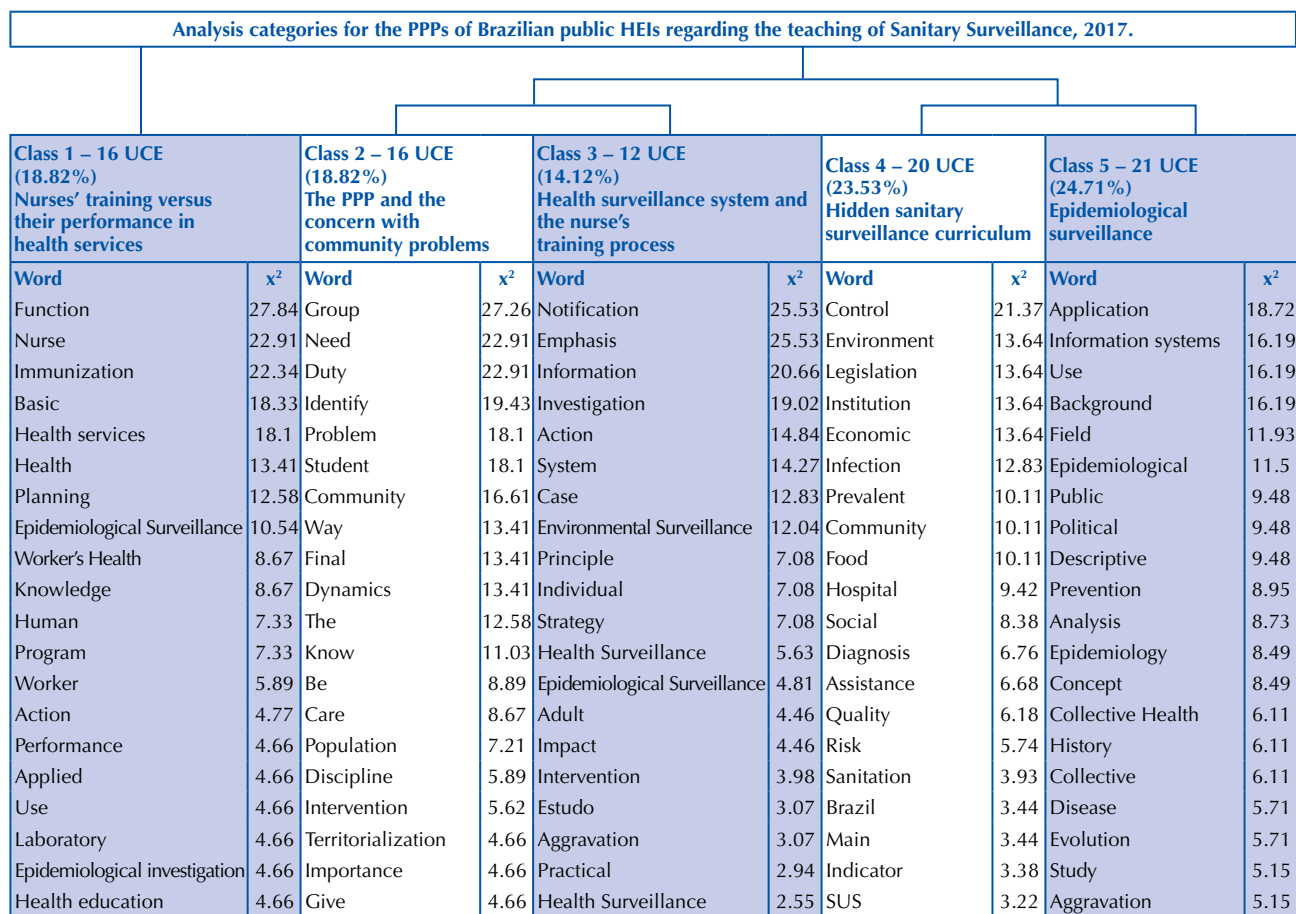 Analysis categories for the PPPs of Brazilian public HEIs regarding the teaching of Sanitary Surveillance, 2017.
Class 1 – 16 UCE
(18.82%)
Nurses' training versus
their performance in
health services
Class 2 – 16 UCE
(18.82%)
The PPP and the
concern with
community problems
Class 3 – 12 UCE
(14.12%)
Health surveillance system and
the nurse's
training process
Class 4 – 20 UCE
(23.53%)
Hidden sanitary
surveillance curriculum
Class 5 – 21 UCE
(24.71%)
Epidemiological
surveillance
Word x² Word x² Word x² Word x² Word x²
Function 27.84 Group 27.26 Notification 25.53 Control 21.37 Application 18.72
Nurse 22.91 Need 22.91 Emphasis 25.53 Environment 13.64 Information systems 16.19
Immunization 22.34 Duty 22.91 Information 20.66 Legislation 13.64 Use 16.19
Basic 18.33 Identify 19.43 Investigation 19.02 Institution 13.64 Background 16.19
Health services 18.1 Problem 18.1 Action 14.84 Economic 13.64 Field 11.93
Health 13.41 Student 18.1 System 14.27 Infection 12.83 Epidemiological 11.5
Planning 12.58 Community 16.61 Case 12.83 Prevalent 10.11 Public 9.48
Epidemiological Surveillance 10.54 Way 13.41 Environmental Surveillance 12.04 Community 10.11 Political 9.48
Worker's Health 8.67 Final 13.41 Principle 7.08 Food 10.11 Descriptive 9.48
Knowledge 8.67 Dynamics 13.41 Individual 7.08 Hospital 9.42 Prevention 8.95
Human 7.33 The 12.58 Strategy 7.08 Social 8.38 Analysis 8.73
Program 7.33 Know 11.03 Health Surveillance 5.63 Diagnosis 6.76 Epidemiology 8.49
Worker 5.89 Be 8.89 Epidemiological Surveillance 4.81 Assistance 6.68 Concept 8.49
Action 4.77 Care 8.67 Adult 4.46 Quality 6.18 Collective Health 6.11
Performance 4.66 Population 7.21 Impact 4.46 Risk 5.74 History 6.11
Applied 4.66 Discipline 5.89 Intervention 3.98 Sanitation 3.93 Collective 6.11
Use 4.66 Intervention 5.62 Estudo 3.07 Brazil 3.44 Disease 5.71
Laboratory 4.66 Territorialization 4.66 Aggravation 3.07 Main 3.44 Evolution 5.71
Epidemiological investigation 4.66 Importance 4.66 Practical 2.94 Indicator 3.38 Study 5.15
Health education 4.66 Give 4.66 Health Surveillance 2.55 SUS 3.22 Aggravation 5.15